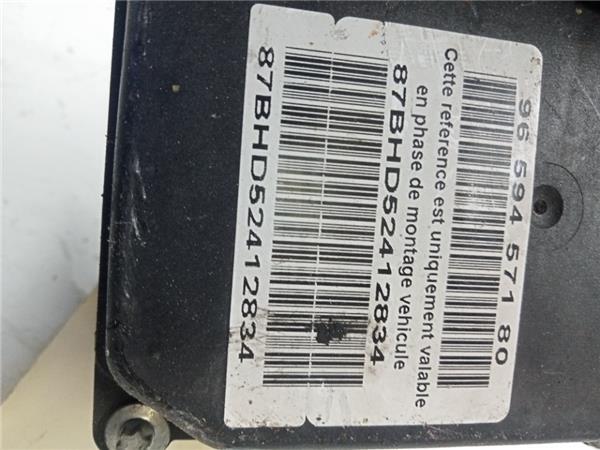 96 594 571 80
Cette reference est uniquement valable
en phase de montage vehicule
87BHD52412834
87BHD52412834